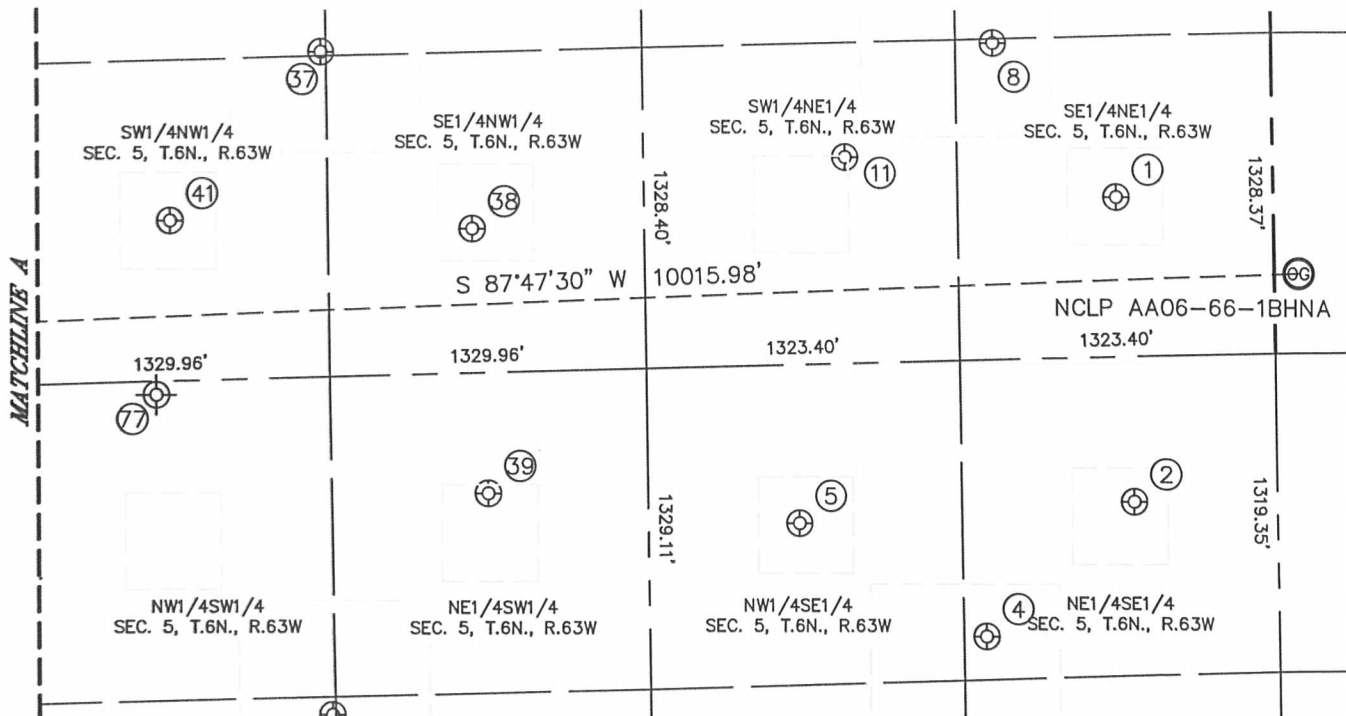 37
8
SW1/4NW1/4
SEC. 5, T.6N., R.63W
SE1/4NW1/4
SEC. 5, T.6N., R.63W
SW1/4NE1/4
SEC. 5, T.6N., R.63W
SE1/4NE1/4
SEC. 5, T.6N., R.63W
41
38
11
1
1328.40'
1328.37'
MATCHLINE A
S 87°47'30" W 10015.98'
OG
NCLP AA06-66-1BHNA
1329.96'
1329.96'
1323.40'
1323.40'
77
39
5
2
1329.11'
1319.35'
NW1/4SW1/4
SEC. 5, T.6N., R.63W
NE1/4SW1/4
SEC. 5, T.6N., R.63W
NW1/4SE1/4
SEC. 5, T.6N., R.63W
4
NE1/4SE1/4
SEC. 5, T.6N., R.63W